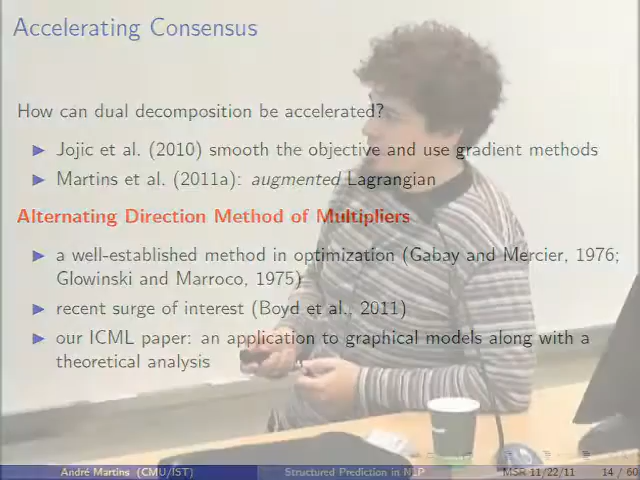 Accelerating Consensus
How can dual decomposition be accelerated?
Jojic et al. (2010) smooth the objective and use gradient methods
Martins et al. (2011a): augmented Lagrangian
Alternating Direction Method of Multipliers
a well-established method in optimization (Gabay and Mercier, 1976;
Glowinski and Marroco, 1975)
recent surge of interest (Boyd et al., 2011)
our ICML paper: an application to graphical models along with a
theoretical analysis
André Martins (CMU/IST) Structured Prediction in NLP MSR 11/22/11 14 / 60